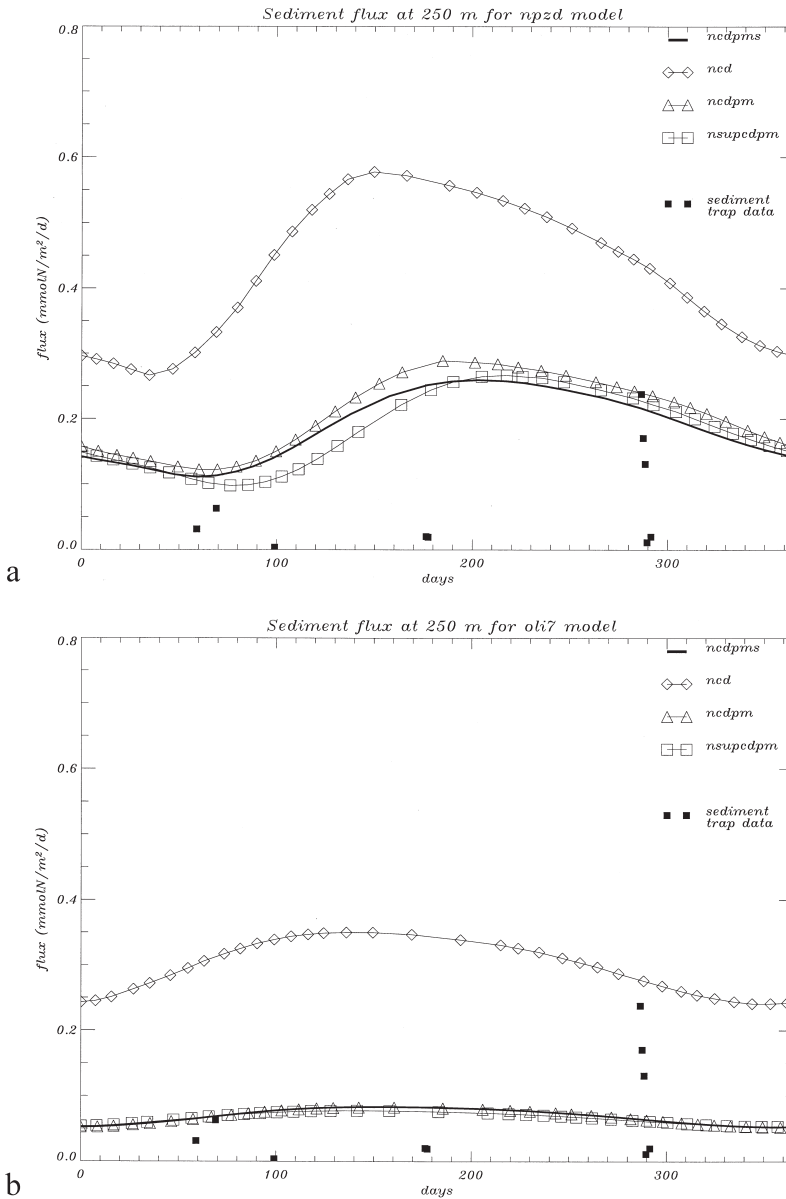 Sediment flux at 250 m for npzd model
0.8
0.6
0.4
0.2
0.0
flux (mmolN/m²/d)
ncdpms
ncd
ncdpm
nsupcdpm
sediment
trap data
0
100
200
300
days
a
Sediment flux at 250 m for oli7 model
0.8
0.6
0.4
0.2
0.0
flux (mmolN/m²/d)
ncdpms
ncd
ncdpm
nsupcdpm
sediment
trap data
0
100
200
300
days
b